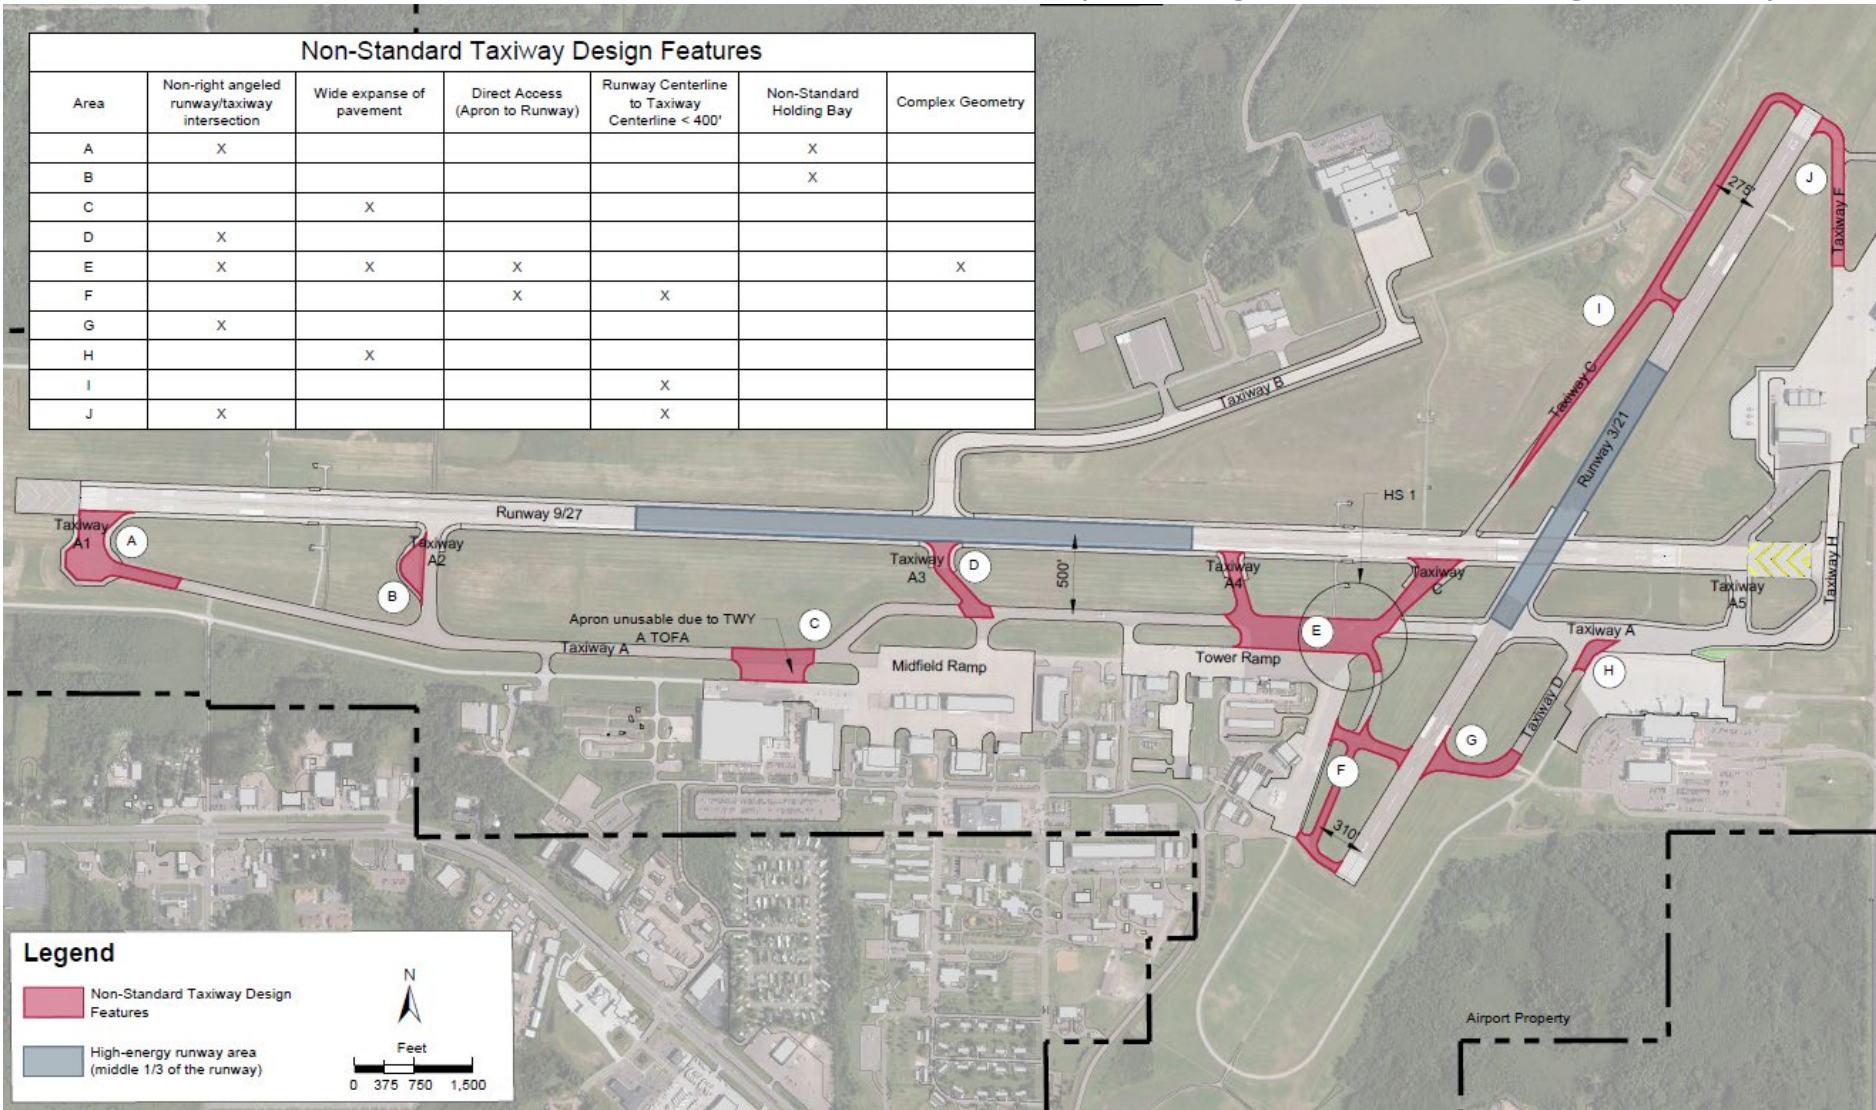 Non-Standard Taxiway Design Features
Area
Non-right angeled
runway/taxiway
intersection
Wide expanse of
pavement
Direct Access
(Apron to Runway)
Runway Centerline
to Taxiway
Centerline < 400'
Non-Standard
Holding Bay
Complex Geometry
A X X
B X
C X
D X
E X X X X
F X X
G X
H X
I X
J X X
275'
J
Taxiway F
I
Taxiway C
Taxiway B
Runway 3/21
HS 1
Runway 9/27
Taxiway
A1
A
Taxiway
A2
B
Taxiway
A3
D
500'
Taxiway
A4
Taxiway
C
Taxiway
A5
Taxiway H
Apron unusable due to TWY
A TOFA
C
E
Taxiway A
Taxiway A
Midfield Ramp
Tower Ramp
H
Taxiway D
G
F
310'
Airport Property
Legend
Non-Standard Taxiway Design
Features
High-energy runway area
(middle 1/3 of the runway)
N
Feet
0 375 750 1,500